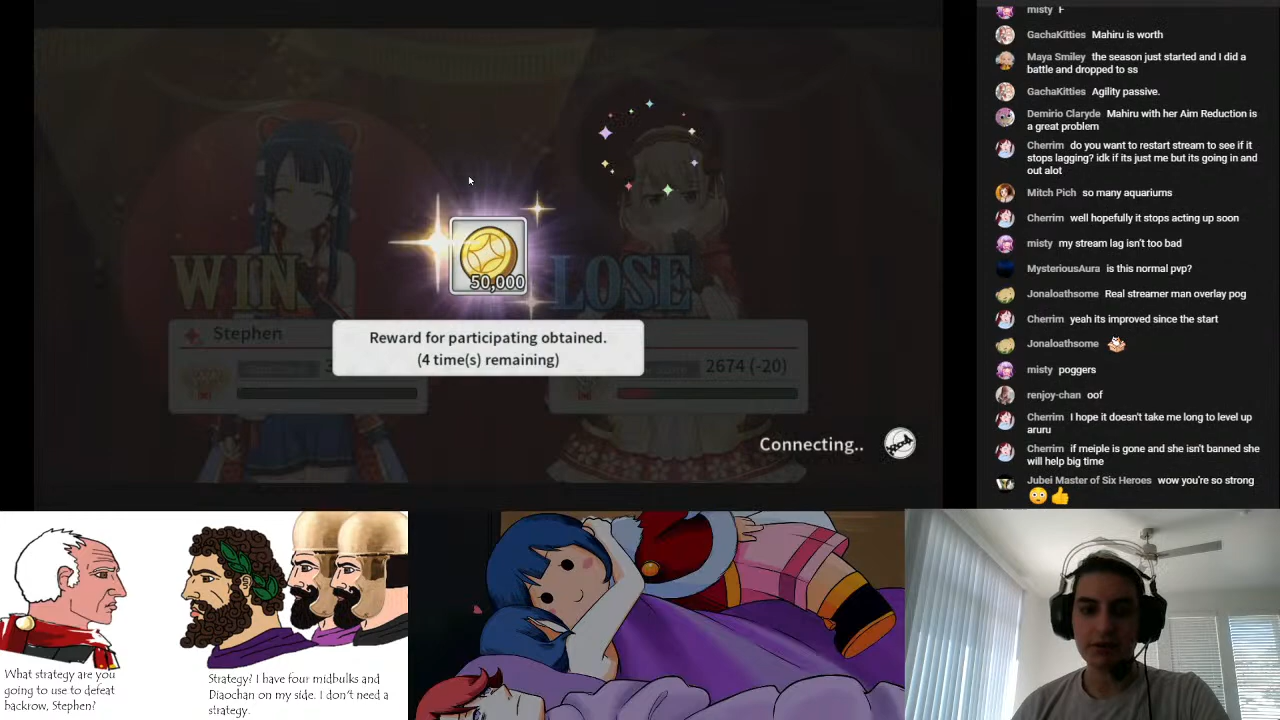 WIN
LOSE
50,000
Stephen
Reward for participating obtained.
(4 time(s) remaining)
2674 (-20)
Connecting..
misty F
GachaKitties Mahiru is worth
Maya Smiley the season just started and I did a
battle and dropped to ss
GachaKitties Agility passive.
Demirio Claryde Mahiru with her Aim Reduction is
a great problem
Cherrim do you want to restart stream to see if it
stops lagging? idk if its just me but its going in and
out alot
Mitch Pich so many aquariums
Cherrim well hopefully it stops acting up soon
misty my stream lag isn't too bad
MysteriousAura is this normal pvp?
Jonaloathsome Real streamer man overlay pog
Cherrim yeah its improved since the start
Jonaloathsome
misty poggers
renjoy-chan oof
Cherrim I hope it doesn't take me long to level up
aruru
Cherrim if meiple is gone and she isn't banned she
will help big time
Jubei Master of Six Heroes wow you're so strong
😳👍
What strategy are you
going to use to defeat
hackrow, Stephen?
Strategy? I have four midbulks and
Diaochan on my side. I don't need a
strategy.